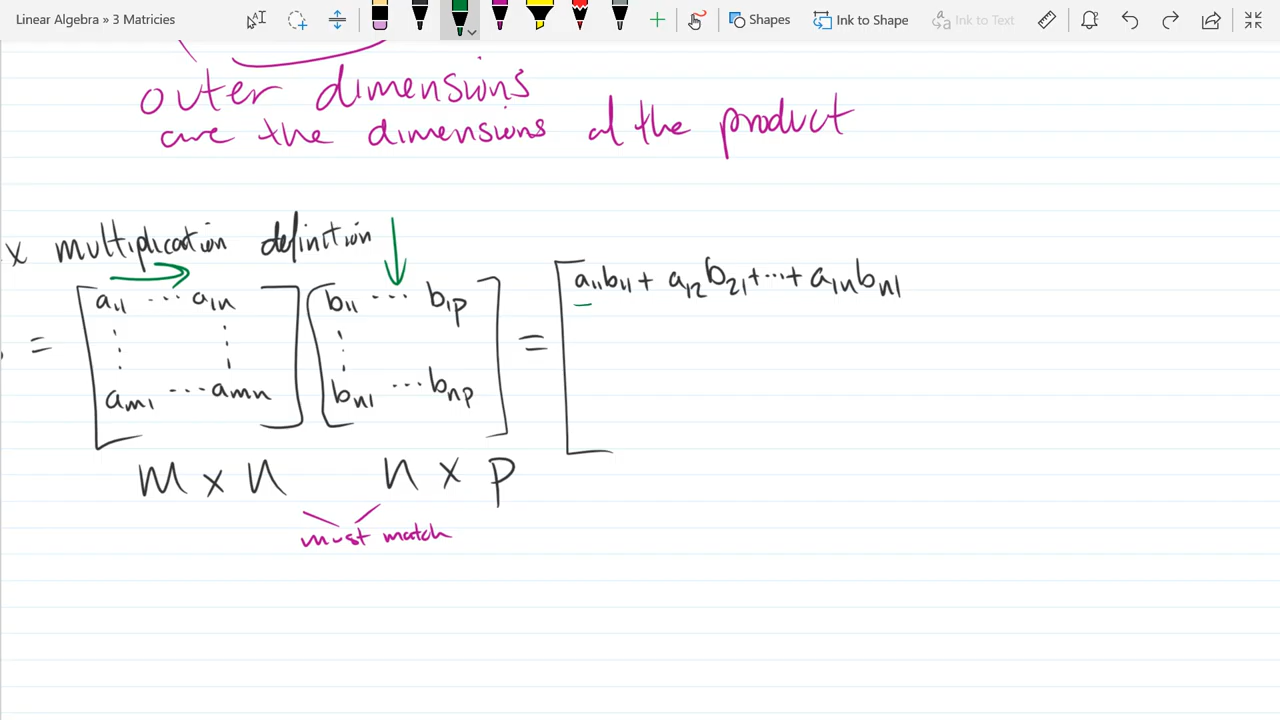 Linear Algebra » 3 Matricies
Shapes
Ink to Shape
Ink to Text
outer dimensions
are the dimensions of the product
x multiplication definition
= [a₁₁ ⋯ a₁n] [b₁₁ ⋯ b₁p] = [a₁₁b₁₁ + a₁₂b₂₁ + ⋯ + a₁nbn₁
⋮ ⋮ ⋮
am₁ ⋯ amn bn₁ ⋯ bnp
m x n n x p
must match